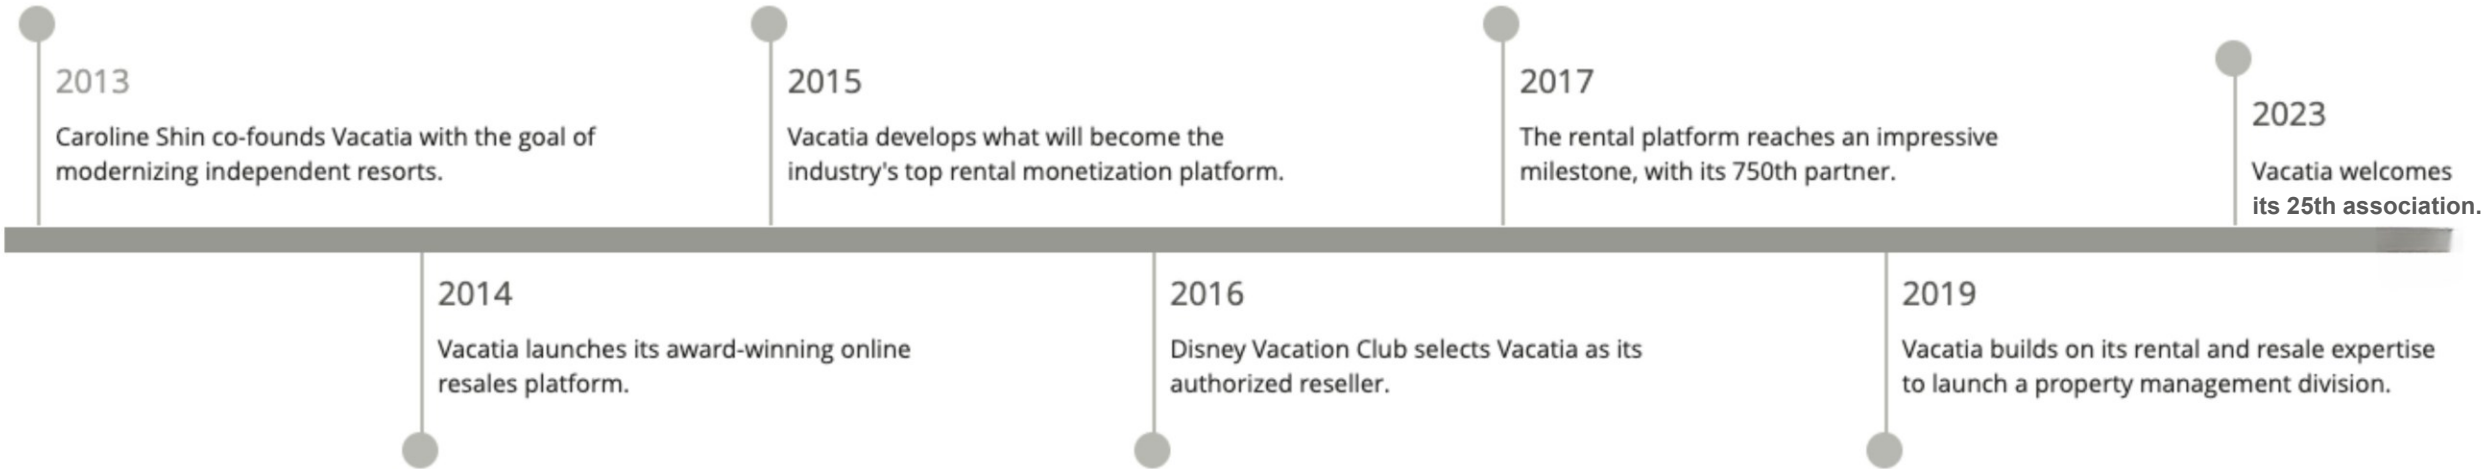 2013
Caroline Shin co-founds Vacatia with the goal of
modernizing independent resorts.
2014
Vacatia launches its award-winning online
resales platform.
2015
Vacatia develops what will become the
industry's top rental monetization platform.
2016
Disney Vacation Club selects Vacatia as its
authorized reseller.
2017
The rental platform reaches an impressive
milestone, with its 750th partner.
2019
Vacatia builds on its rental and resale expertise
to launch a property management division.
2023
Vacatia welcomes
its 25th association.